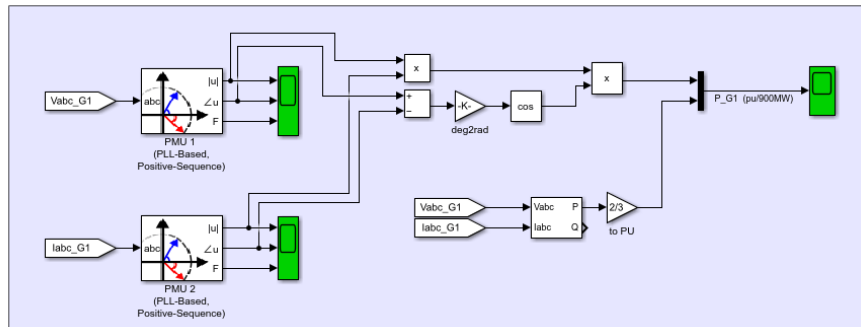 Vabc_G1
abc
|u|
∠u
F
PMU 1
(PLL-Based,
Positive-Sequence)
x
+
−
-K-
deg2rad
cos
x
P_G1 (pu/900MW)
Iabc_G1
abc
|u|
∠u
F
PMU 2
(PLL-Based,
Positive-Sequence)
Vabc_G1
Iabc_G1
Vabc
P
Iabc
Q
2/3
to PU